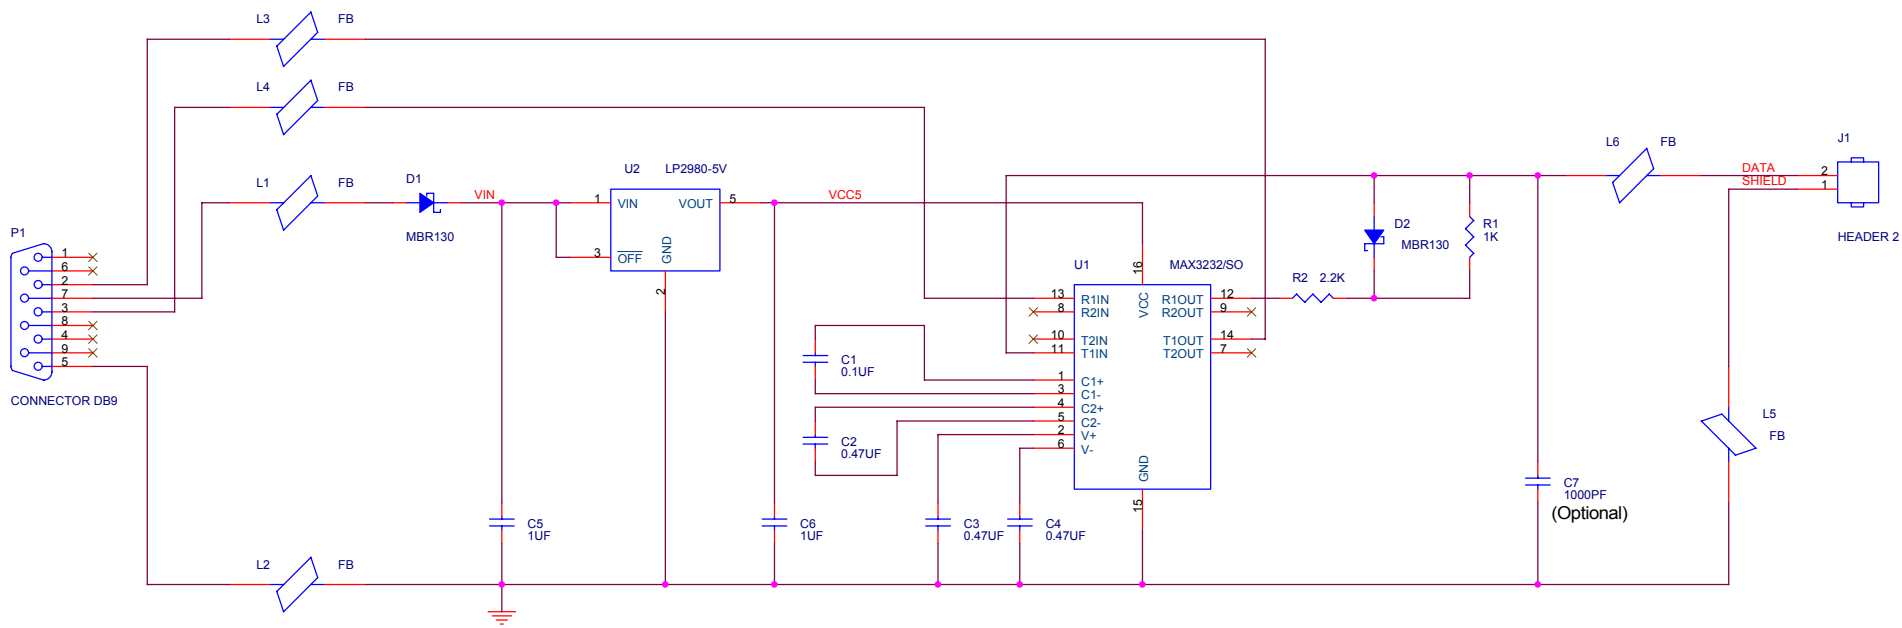 L3 FB
L4 FB
L1 FB
D1
MBR130
VIN
U2 LP2980-5V
1 VIN VOUT 5
3 OFF GND
2
VCC5
P1
1
6
2
7
3
8
4
9
5
CONNECTOR DB9
L2 FB
C5
1UF
C6
1UF
C1
0.1UF
C2
0.47UF
C3
0.47UF
C4
0.47UF
U1 MAX3232/SO
16
VCC
13 R1IN R1OUT 12
8 R2IN R2OUT 9
10 T2IN T1OUT 14
11 T1IN T2OUT 7
1 C1+
3 C1-
4 C2+
5 C2-
2 V+
6 V-
GND
15
R2 2.2K
D2
MBR130
R1
1K
L6 FB
J1
DATA 2
SHIELD 1
HEADER 2
L5
FB
C7
1000PF
(Optional)